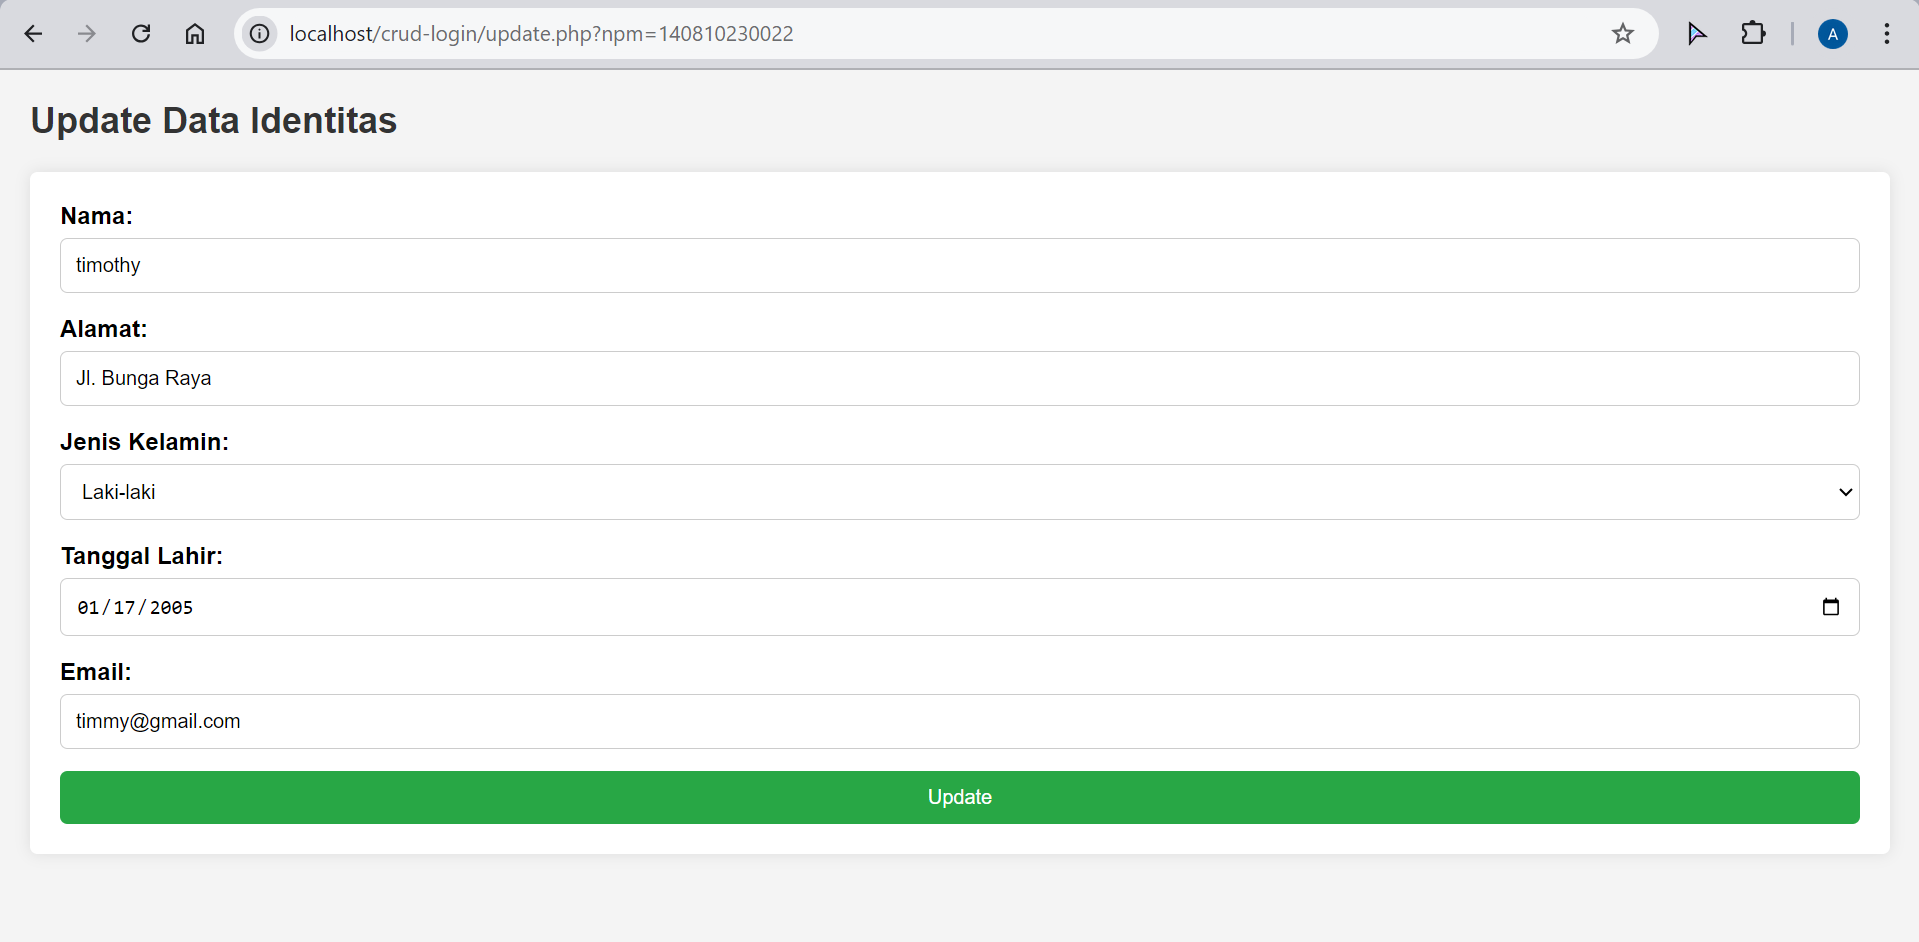 localhost/crud-login/update.php?npm=140810230022
A
Update Data Identitas
Nama:
timothy
Alamat:
Jl. Bunga Raya
Jenis Kelamin:
Laki-laki
Tanggal Lahir:
01/17/2005
Email:
timmy@gmail.com
Update